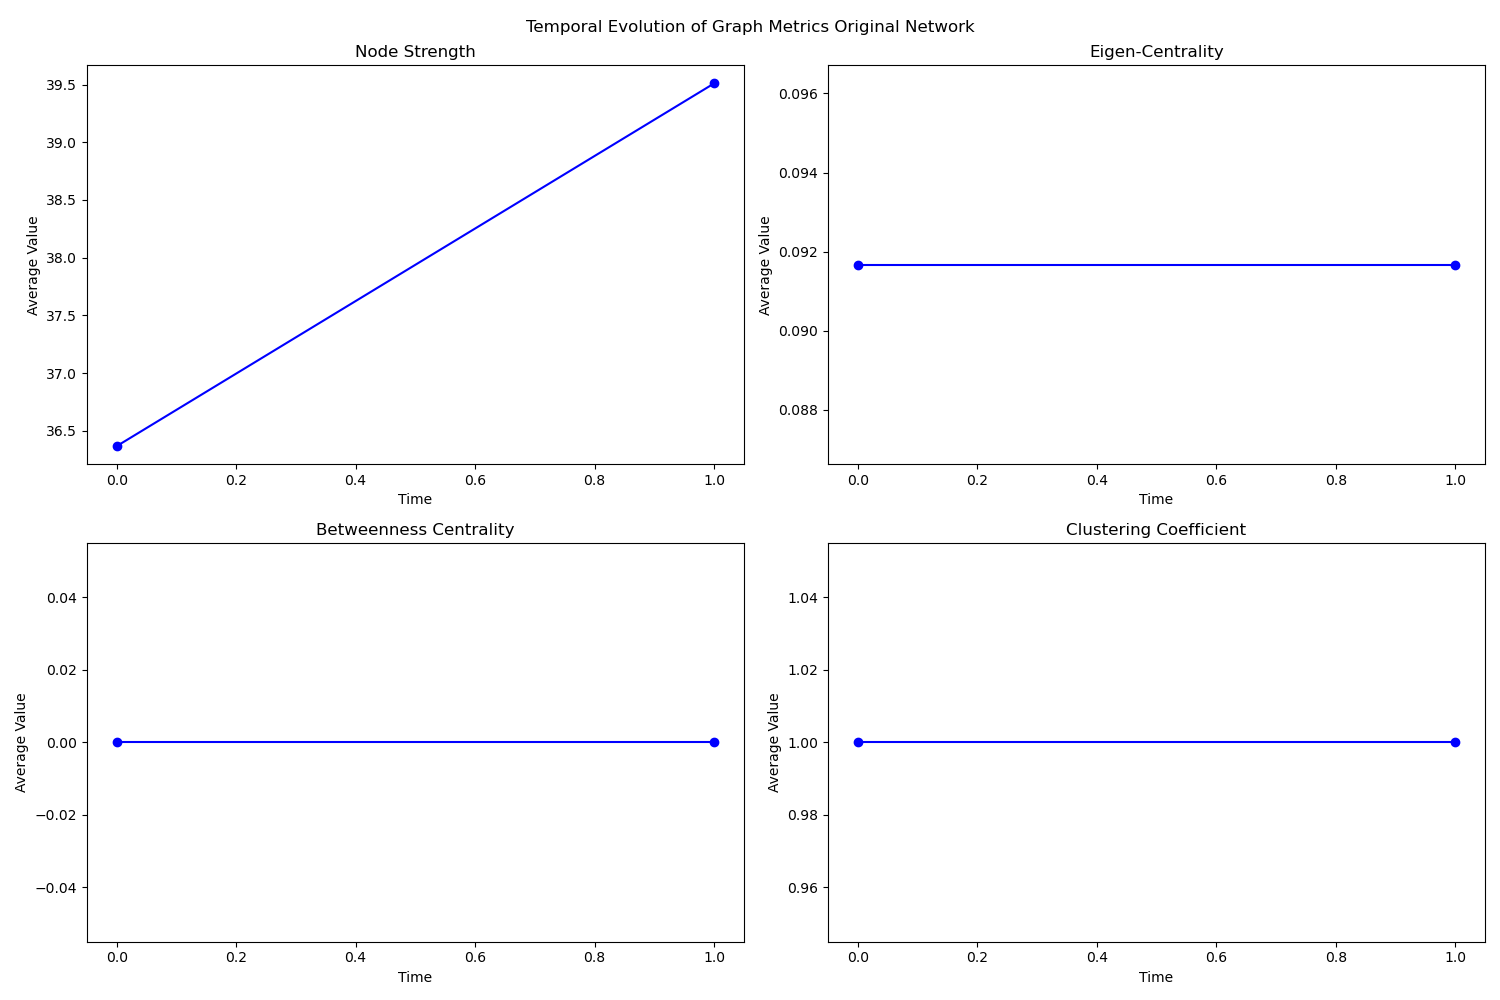 Temporal Evolution of Graph Metrics Original Network
Node Strength
39.5
39.0
38.5
38.0
37.5
37.0
36.5
Average Value
0.0 0.2 0.4 0.6 0.8 1.0
Time
Eigen-Centrality
0.096
0.094
0.092
0.090
0.088
Average Value
0.0 0.2 0.4 0.6 0.8 1.0
Time
Betweenness Centrality
0.04
0.02
0.00
−0.02
−0.04
Average Value
0.0 0.2 0.4 0.6 0.8 1.0
Time
Clustering Coefficient
1.04
1.02
1.00
0.98
0.96
Average Value
0.0 0.2 0.4 0.6 0.8 1.0
Time